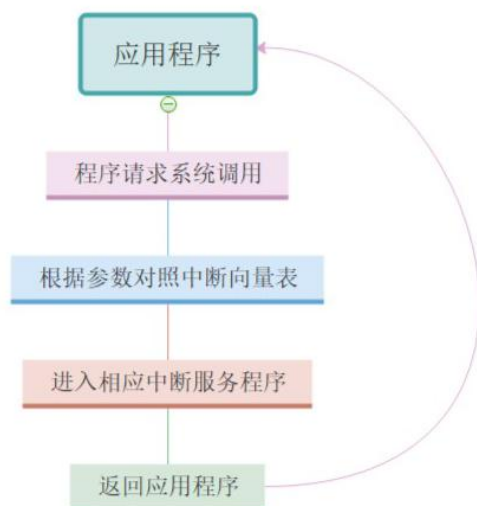 应用程序
程序请求系统调用
根据参数对照中断向量表
进入相应中断服务程序
返回应用程序